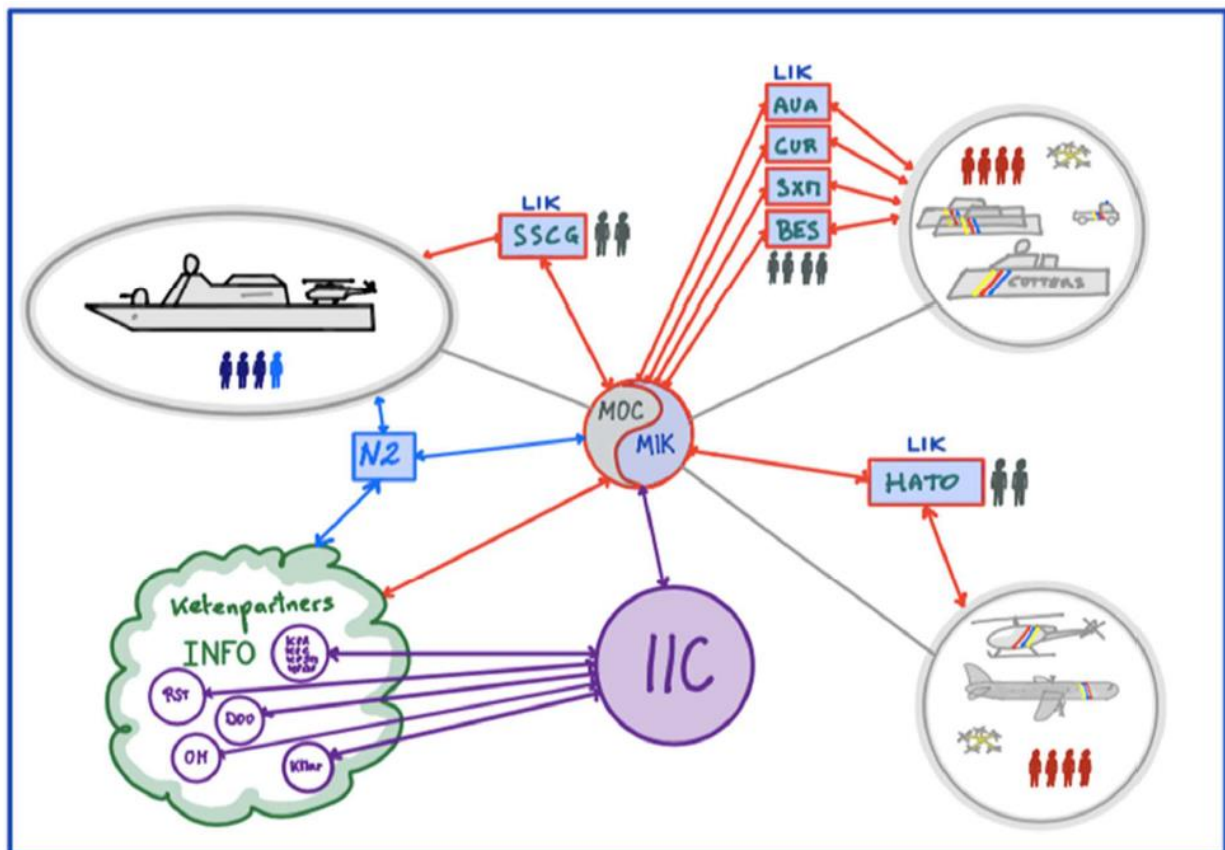 LIK
AUA
CUR
SXM
BES
LIK
SSCG
CUTTERS
MOC
MIK
N2
LIK
HATO
Ketenpartners
INFO
RST
DOO
OM
KMar
IIC